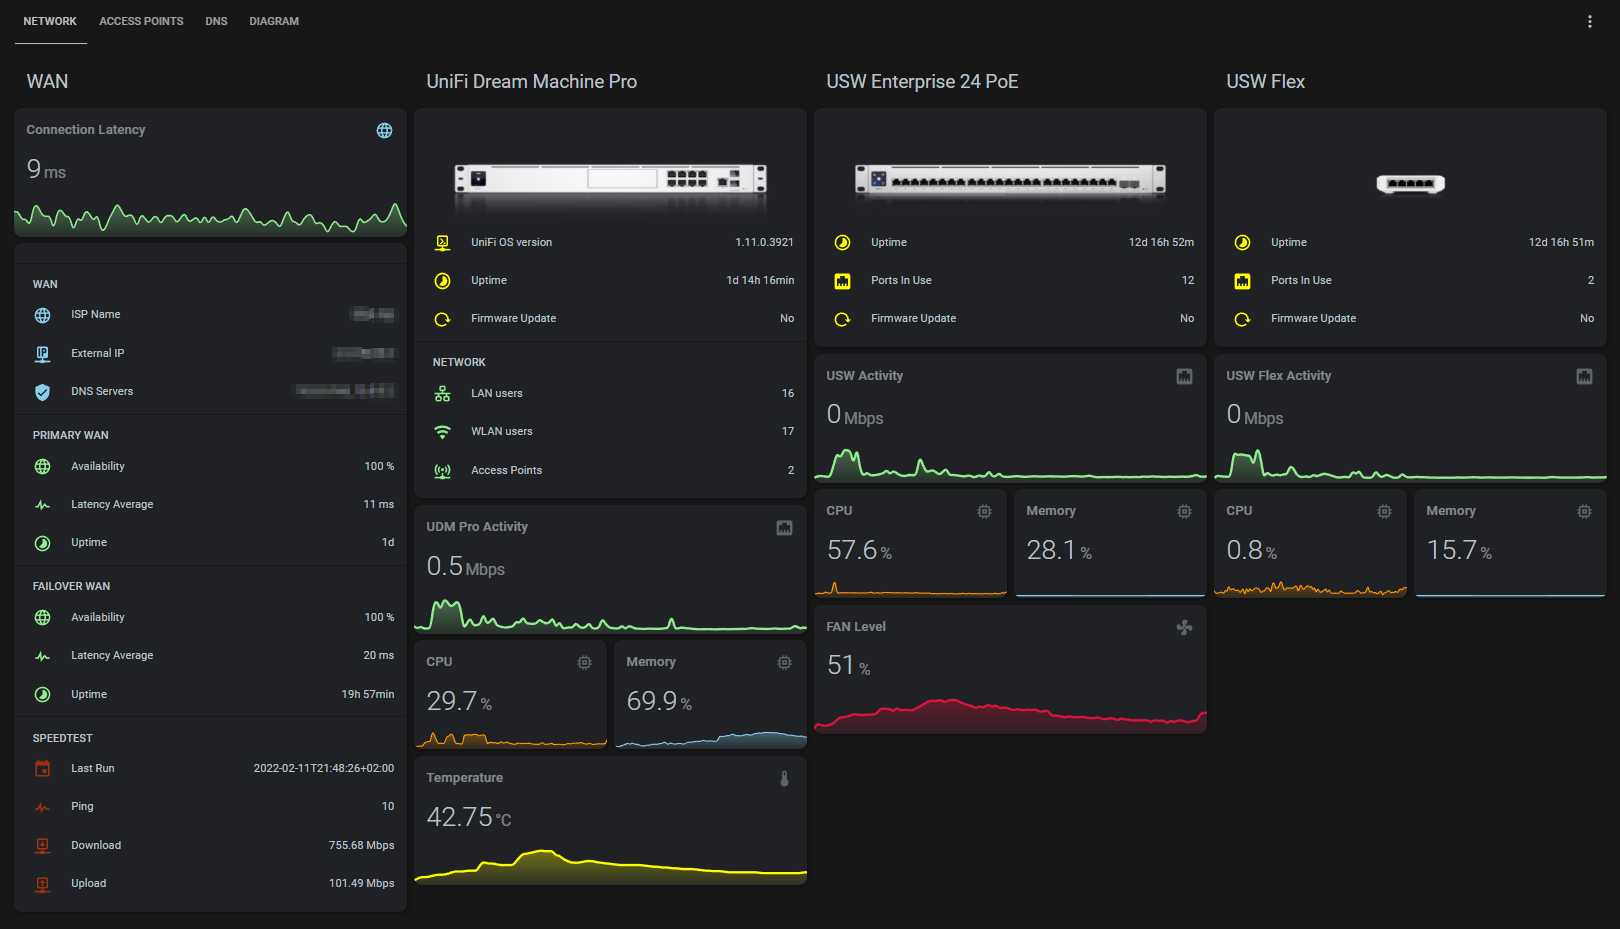 NETWORK ACCESS POINTS DNS DIAGRAM
WAN
Connection Latency
9 ms
WAN
ISP Name
External IP
DNS Servers
PRIMARY WAN
Availability 100 %
Latency Average 11 ms
Uptime 1d
FAILOVER WAN
Availability 100 %
Latency Average 20 ms
Uptime 19h 57min
SPEEDTEST
Last Run 2022-02-11T21:48:26+02:00
Ping 10
Download 755.68 Mbps
Upload 101.49 Mbps
UniFi Dream Machine Pro
UniFi OS version 1.11.0.3921
Uptime 1d 14h 16min
Firmware Update No
NETWORK
LAN users 16
WLAN users 17
Access Points 2
UDM Pro Activity
0.5 Mbps
CPU
29.7 %
Memory
69.9 %
Temperature
42.75 °C
USW Enterprise 24 PoE
Uptime 12d 16h 52m
Ports In Use 12
Firmware Update No
USW Activity
0 Mbps
CPU
57.6 %
Memory
28.1 %
FAN Level
51 %
USW Flex
Uptime 12d 16h 51m
Ports In Use 2
Firmware Update No
USW Flex Activity
0 Mbps
CPU
0.8 %
Memory
15.7 %